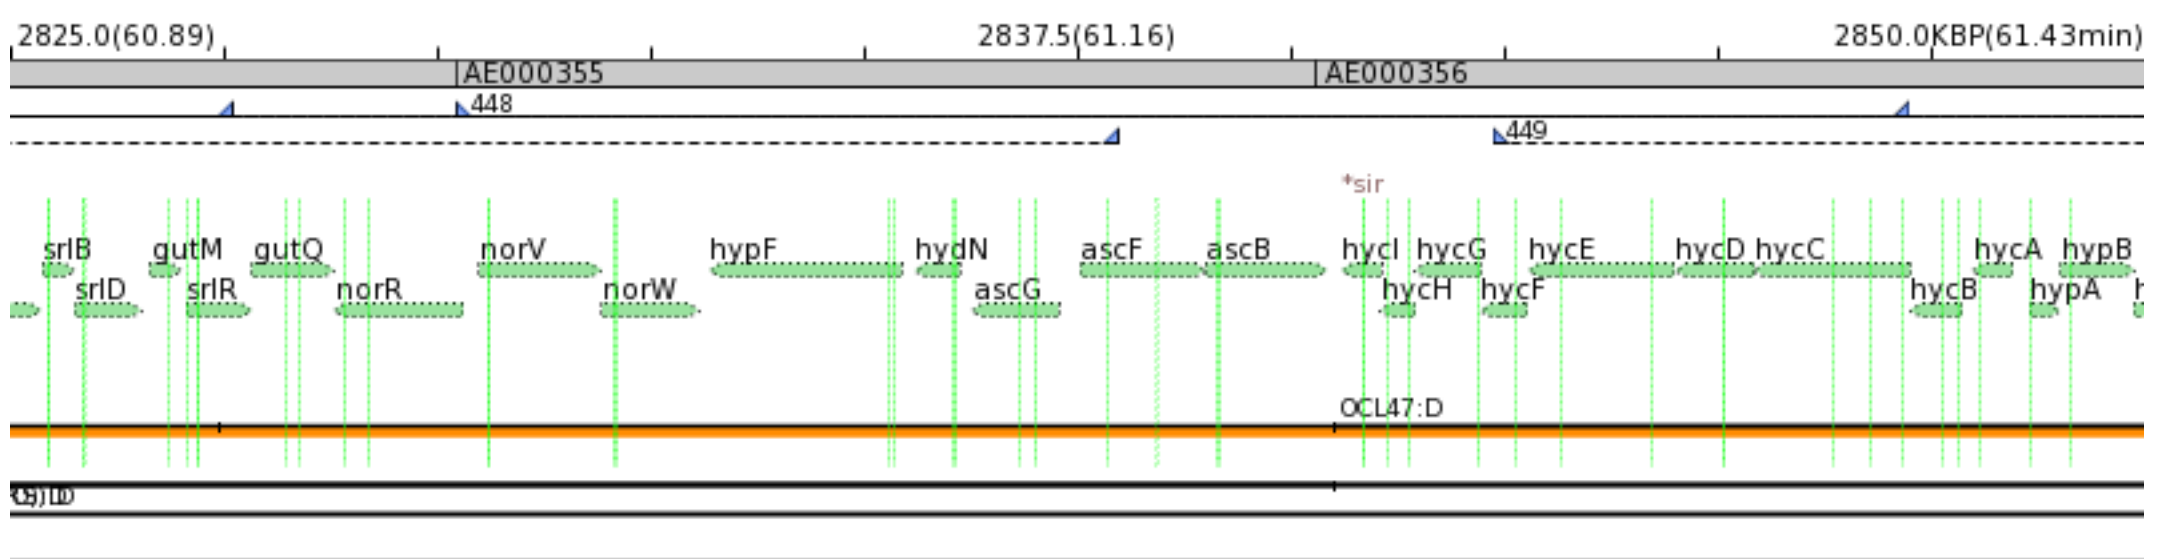 2825.0(60.89) 2837.5(61.16) 2850.0KBP(61.43min)
AE000355 AE000356
448
449
*sir
srlB gutM gutQ norV hypF hydN ascF ascB hycI hycG hycE hycD hycC hycA hypB
srlD srlR norR norW ascG hycH hycF hycB hypA
OCL47:D